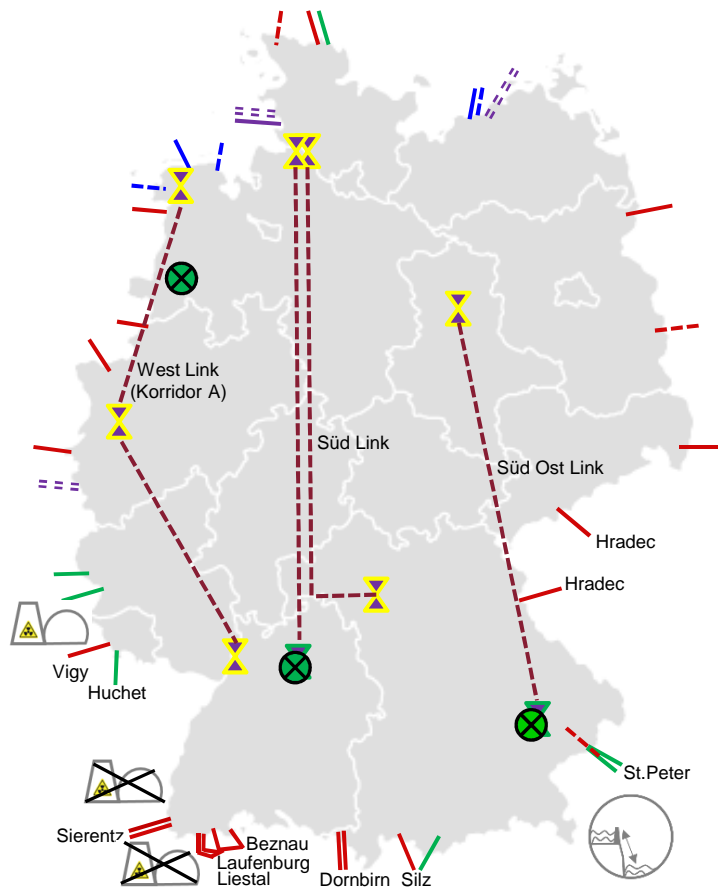 West Link
(Korridor A)
Süd Link
Süd Ost Link
Hradec
Hradec
Vigy
Huchet
St.Peter
Sierentz
Beznau
Laufenburg
Liestal
Dornbirn
Silz